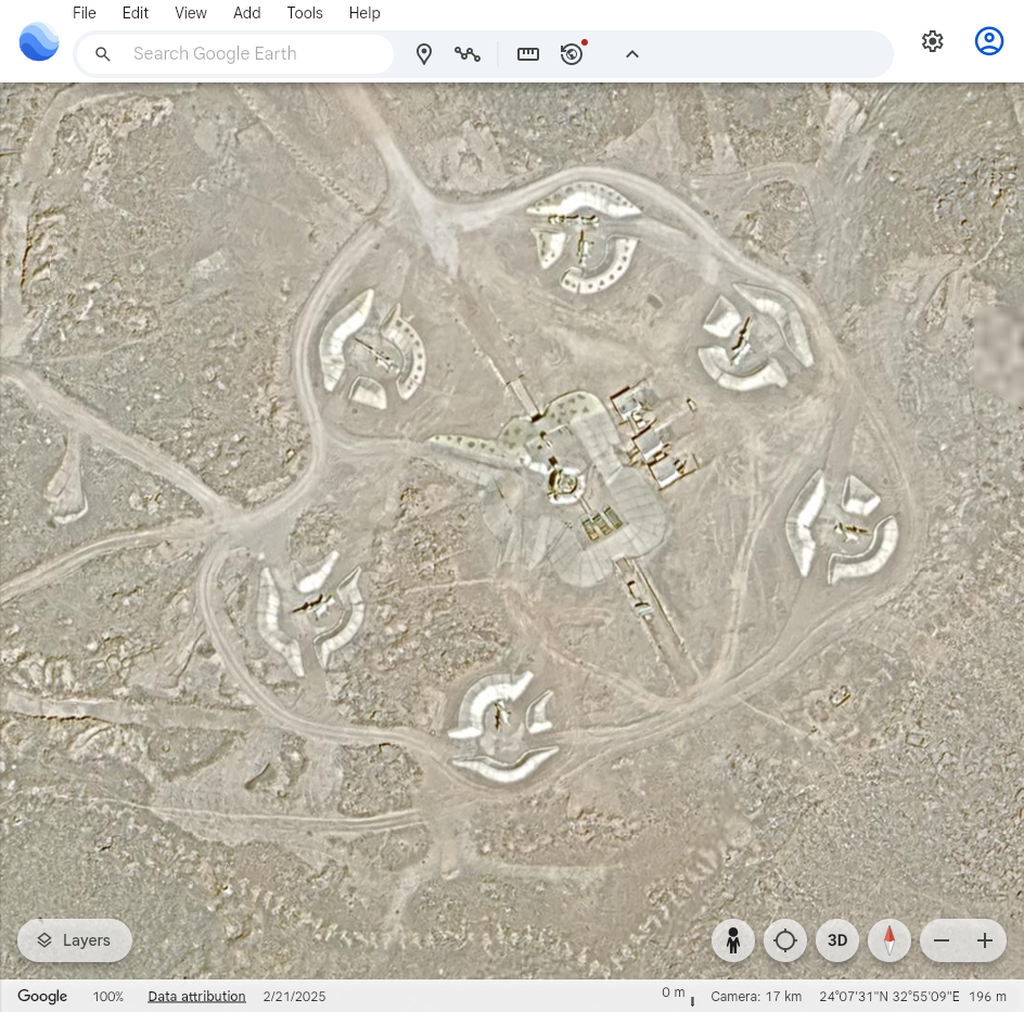 File Edit View Add Tools Help
Search Google Earth
Layers
3D
Google 100% Data attribution 2/21/2025 0 m Camera: 17 km 24°07'31"N 32°55'09"E 196 m